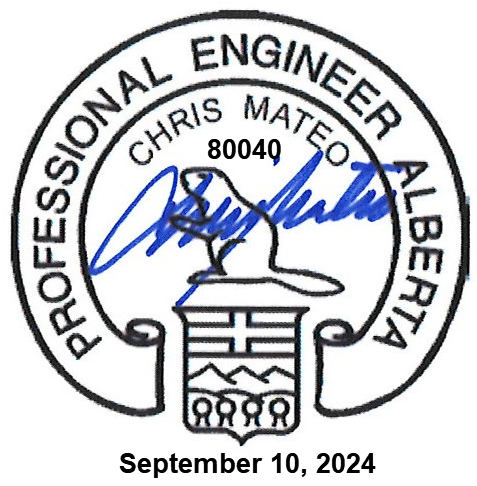 PROFESSIONAL ENGINEER ALBERTA
CHRIS MATEO
80040
September 10, 2024